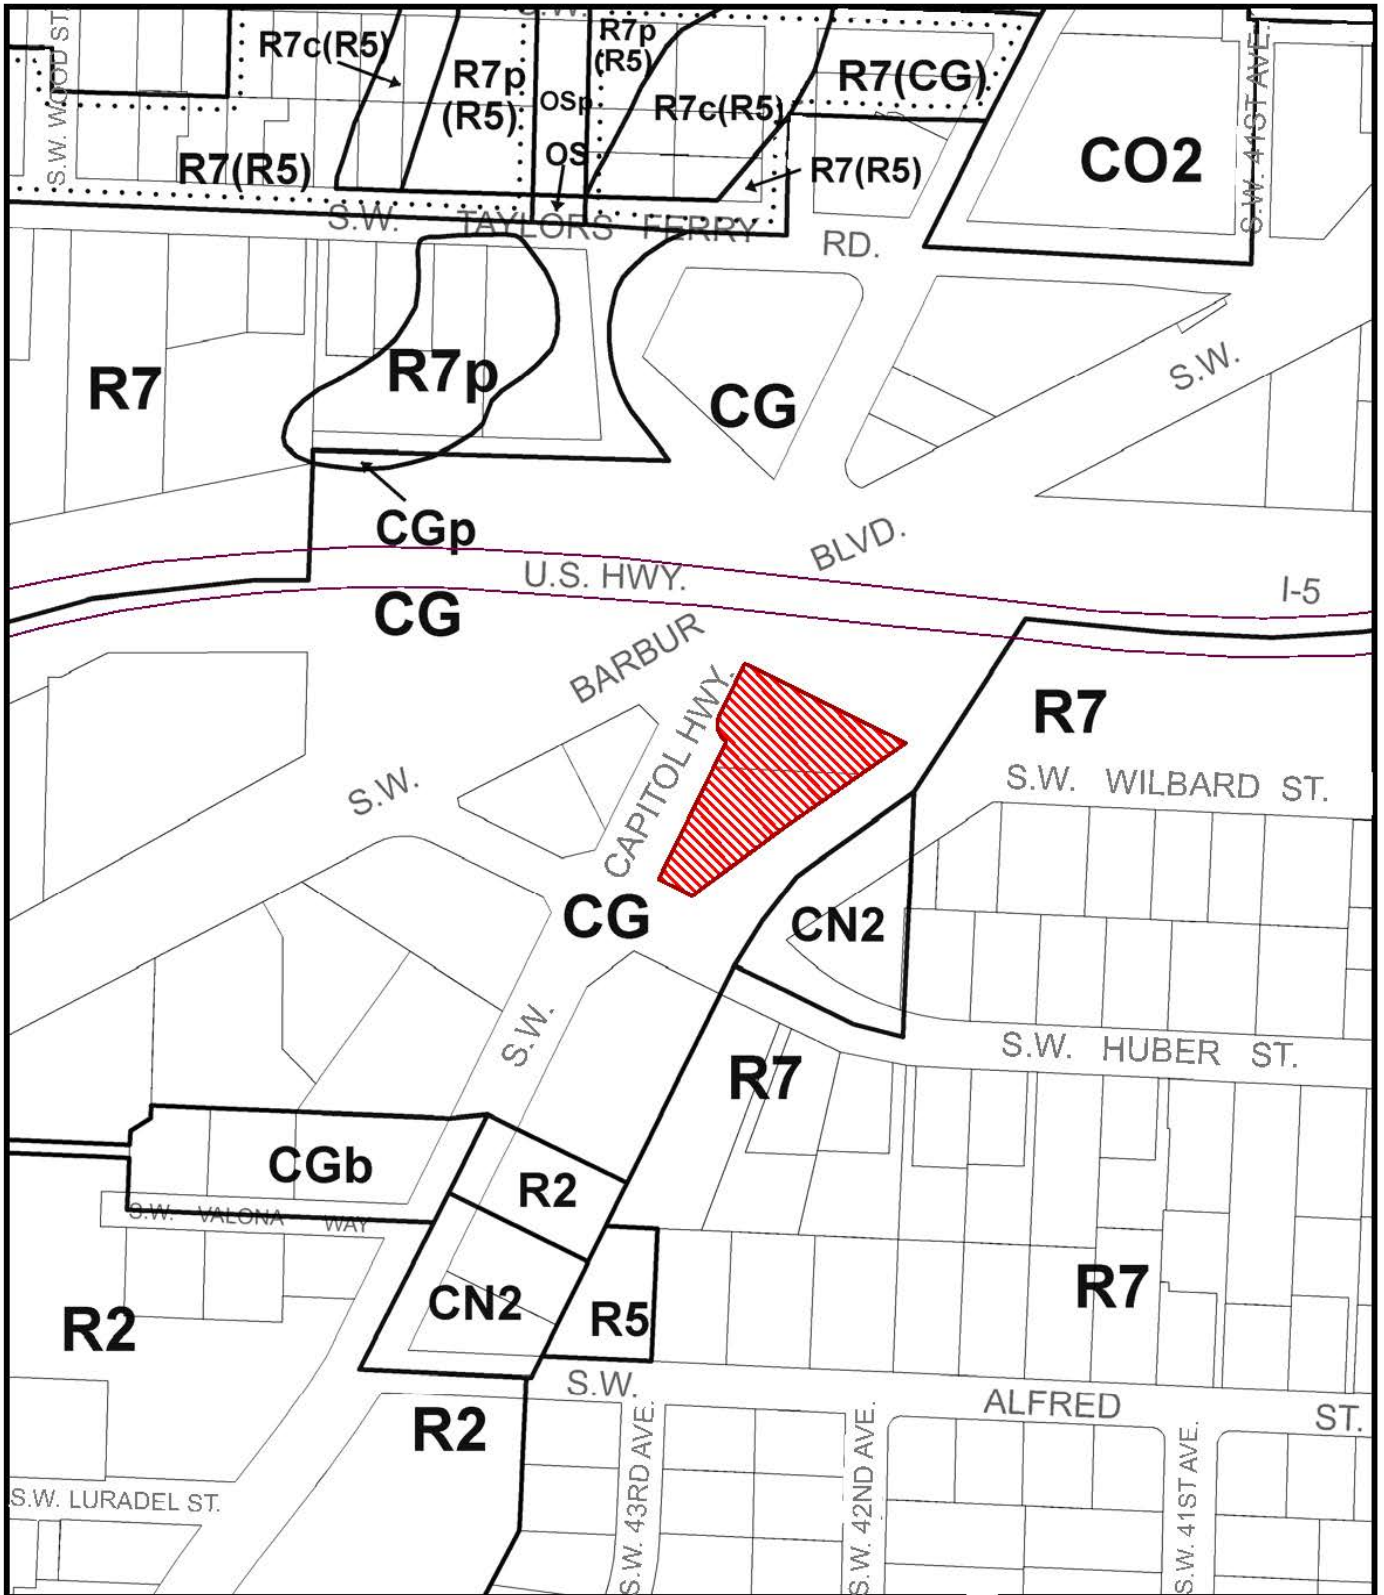 S.W. WOOD ST.
R7c(R5)
R7p
(R5)
OSp
OS
R7p
(R5)
R7c(R5)
R7(CG)
CO2
S.W. 41ST AVE.
R7(R5)
R7(R5)
S.W. TAYLORS FERRY RD.
R7
R7p
CG
S.W.
CGp
BLVD.
U.S. HWY. I-5
CG
BARBUR
CAPITOL HWY.
R7
S.W. WILBARD ST.
S.W.
CG
CN2
S.W.
S.W. HUBER ST.
R7
CGb
R2
S.W. VALONA WAY
R2
CN2
R5
R7
S.W. ALFRED ST.
R2
S.W. 43RD AVE.
S.W. 42ND AVE.
S.W. 41ST AVE.
S.W. LURADEL ST.